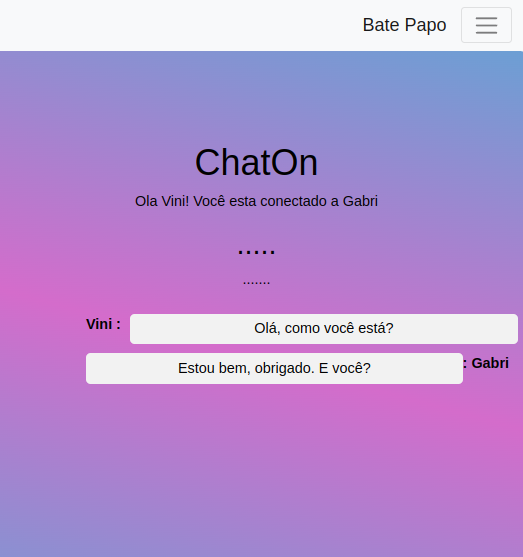 Bate Papo
ChatOn
Ola Vini! Você esta conectado a Gabri
.....
.......
Vini : Olá, como você está?
Estou bem, obrigado. E você? : Gabri